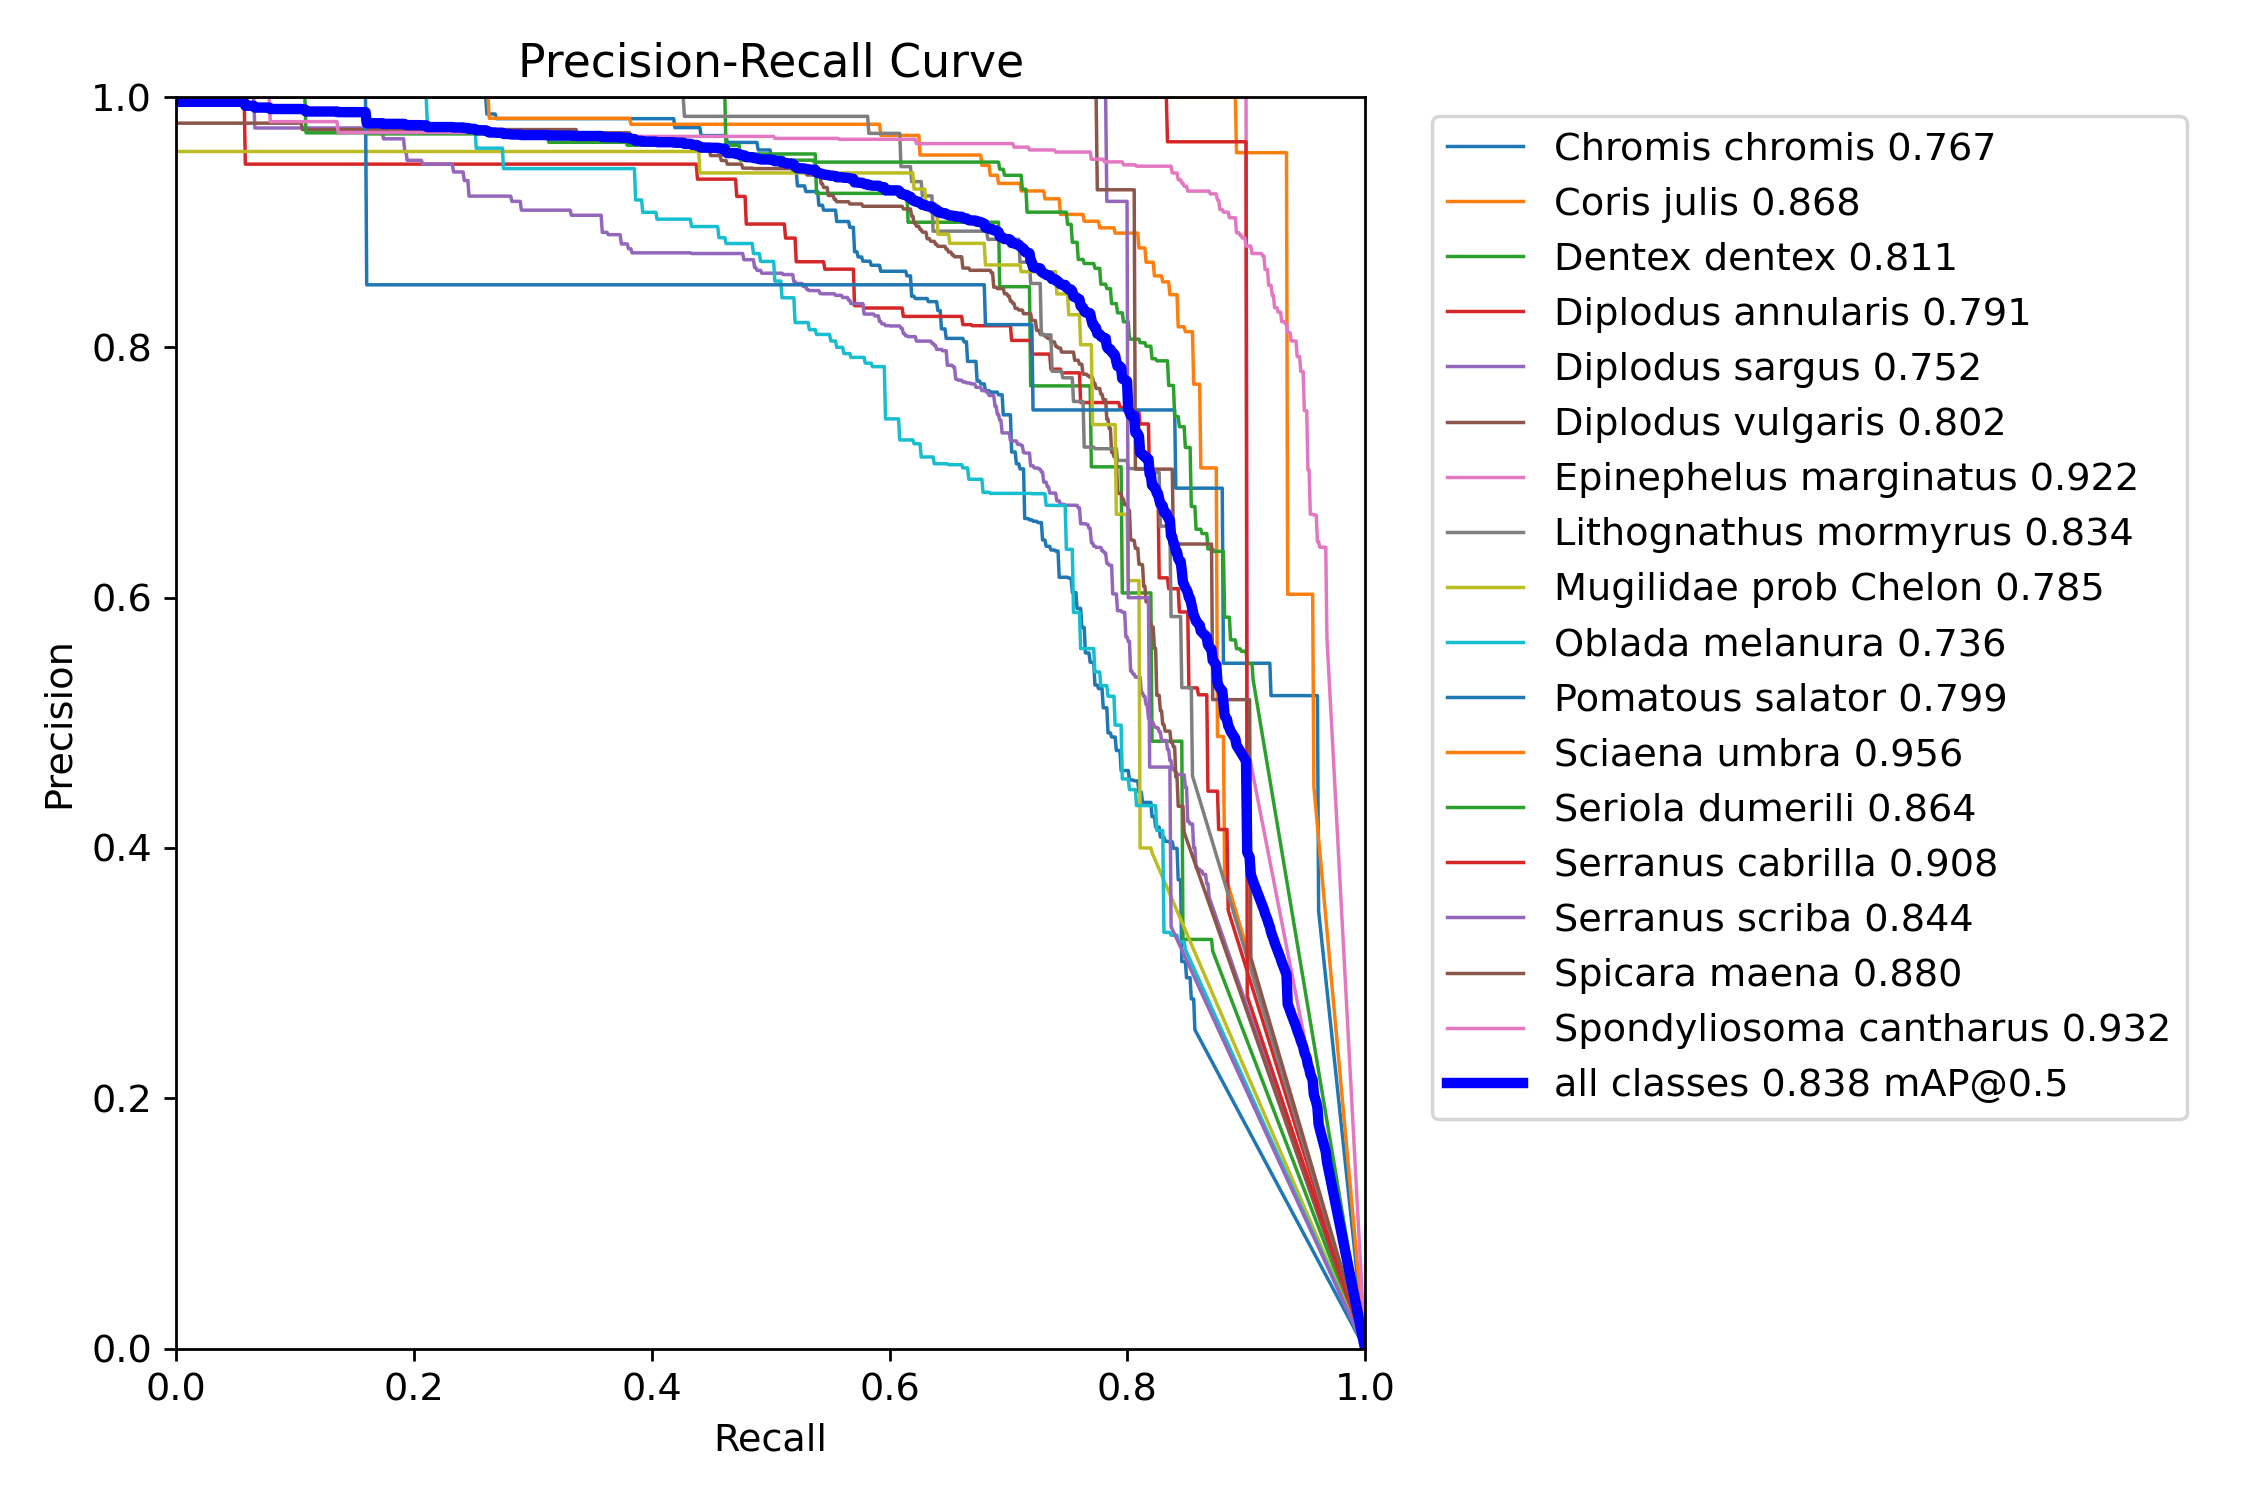 Precision-Recall Curve
1.0
0.8
0.6
0.4
0.2
0.0
Precision
0.0 0.2 0.4 0.6 0.8 1.0
Recall
Chromis chromis 0.767
Coris julis 0.868
Dentex dentex 0.811
Diplodus annularis 0.791
Diplodus sargus 0.752
Diplodus vulgaris 0.802
Epinephelus marginatus 0.922
Lithognathus mormyrus 0.834
Mugilidae prob Chelon 0.785
Oblada melanura 0.736
Pomatous salator 0.799
Sciaena umbra 0.956
Seriola dumerili 0.864
Serranus cabrilla 0.908
Serranus scriba 0.844
Spicara maena 0.880
Spondyliosoma cantharus 0.932
all classes 0.838 mAP@0.5